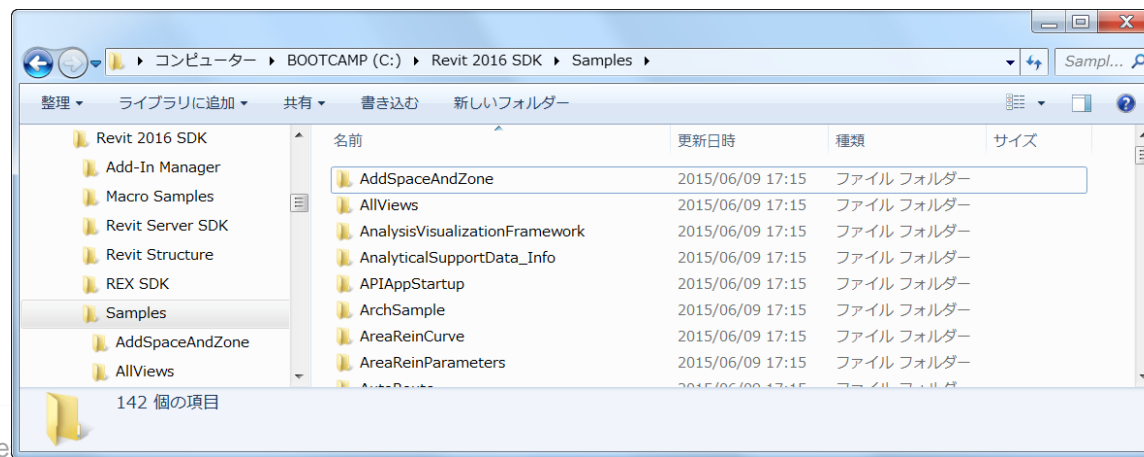 コンピューター BOOTCAMP (C:) Revit 2016 SDK Samples Sampl...
整理 ライブラリに追加 共有 書き込む 新しいフォルダー
Revit 2016 SDK
Add-In Manager
Macro Samples
Revit Server SDK
Revit Structure
REX SDK
Samples
AddSpaceAndZone
AllViews
名前 更新日時 種類 サイズ
AddSpaceAndZone 2015/06/09 17:15 ファイル フォルダー
AllViews 2015/06/09 17:15 ファイル フォルダー
AnalysisVisualizationFramework 2015/06/09 17:15 ファイル フォルダー
AnalyticalSupportData_Info 2015/06/09 17:15 ファイル フォルダー
APIAppStartup 2015/06/09 17:15 ファイル フォルダー
ArchSample 2015/06/09 17:15 ファイル フォルダー
AreaReinCurve 2015/06/09 17:15 ファイル フォルダー
AreaReinParameters 2015/06/09 17:15 ファイル フォルダー
142 個の項目